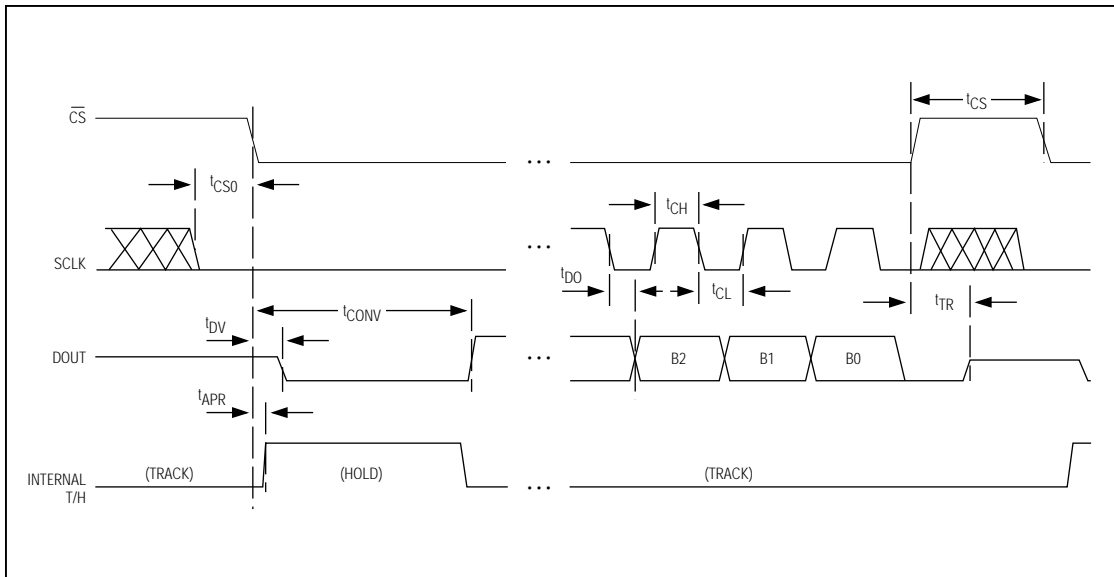 tCS
CS
...
tCS0
tCH
SCLK
...
tDO
tCL
tTR
tCONV
tDV
DOUT
...
B2
B1
B0
tAPR
(TRACK)
(HOLD)
(TRACK)
INTERNAL
T/H
...